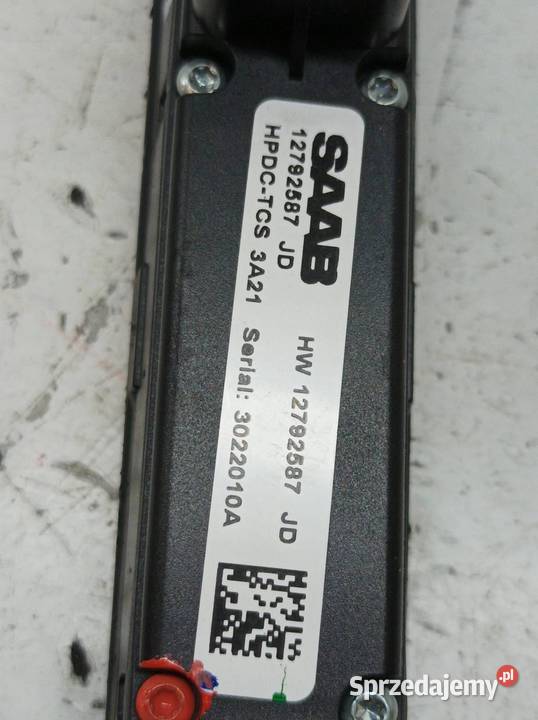 SAAB
12792587 JD HW 12792587 JD
HPDC-TCS 3A21 Serial: 3022010A
Sprzedajemy.pl